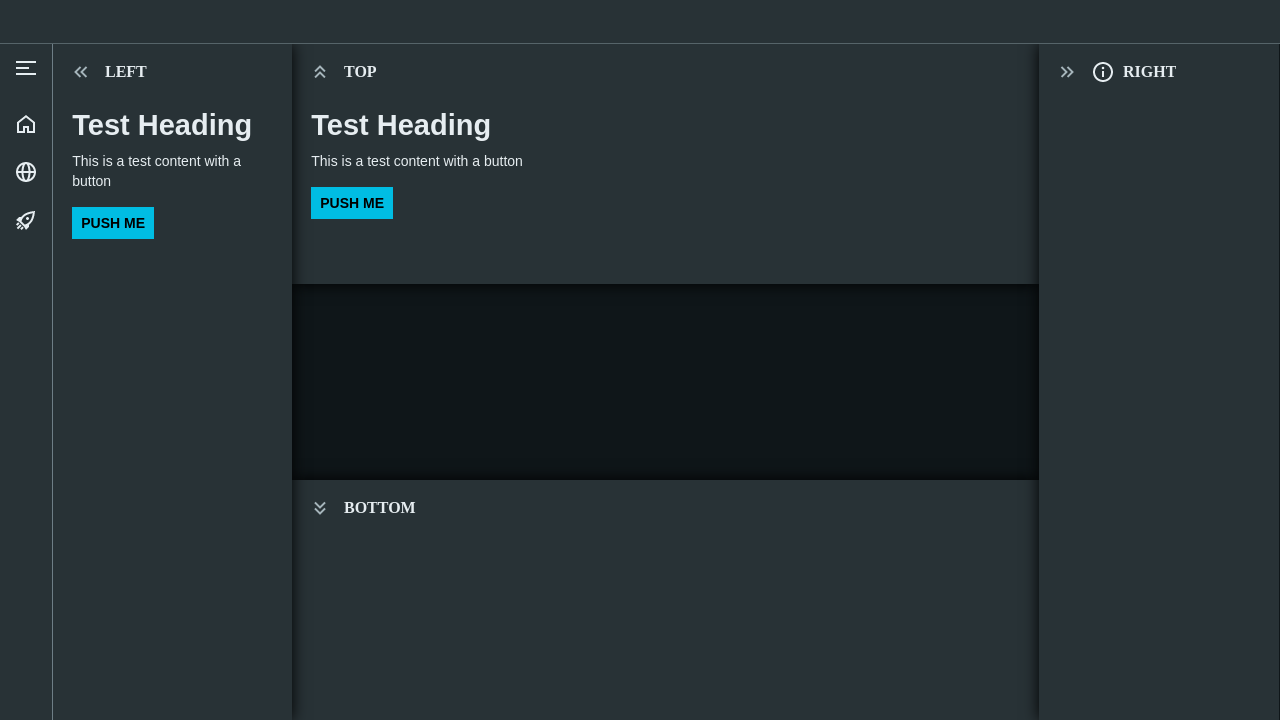 LEFT
Test Heading
This is a test content with a
button
PUSH ME
TOP
Test Heading
This is a test content with a button
PUSH ME
BOTTOM
RIGHT